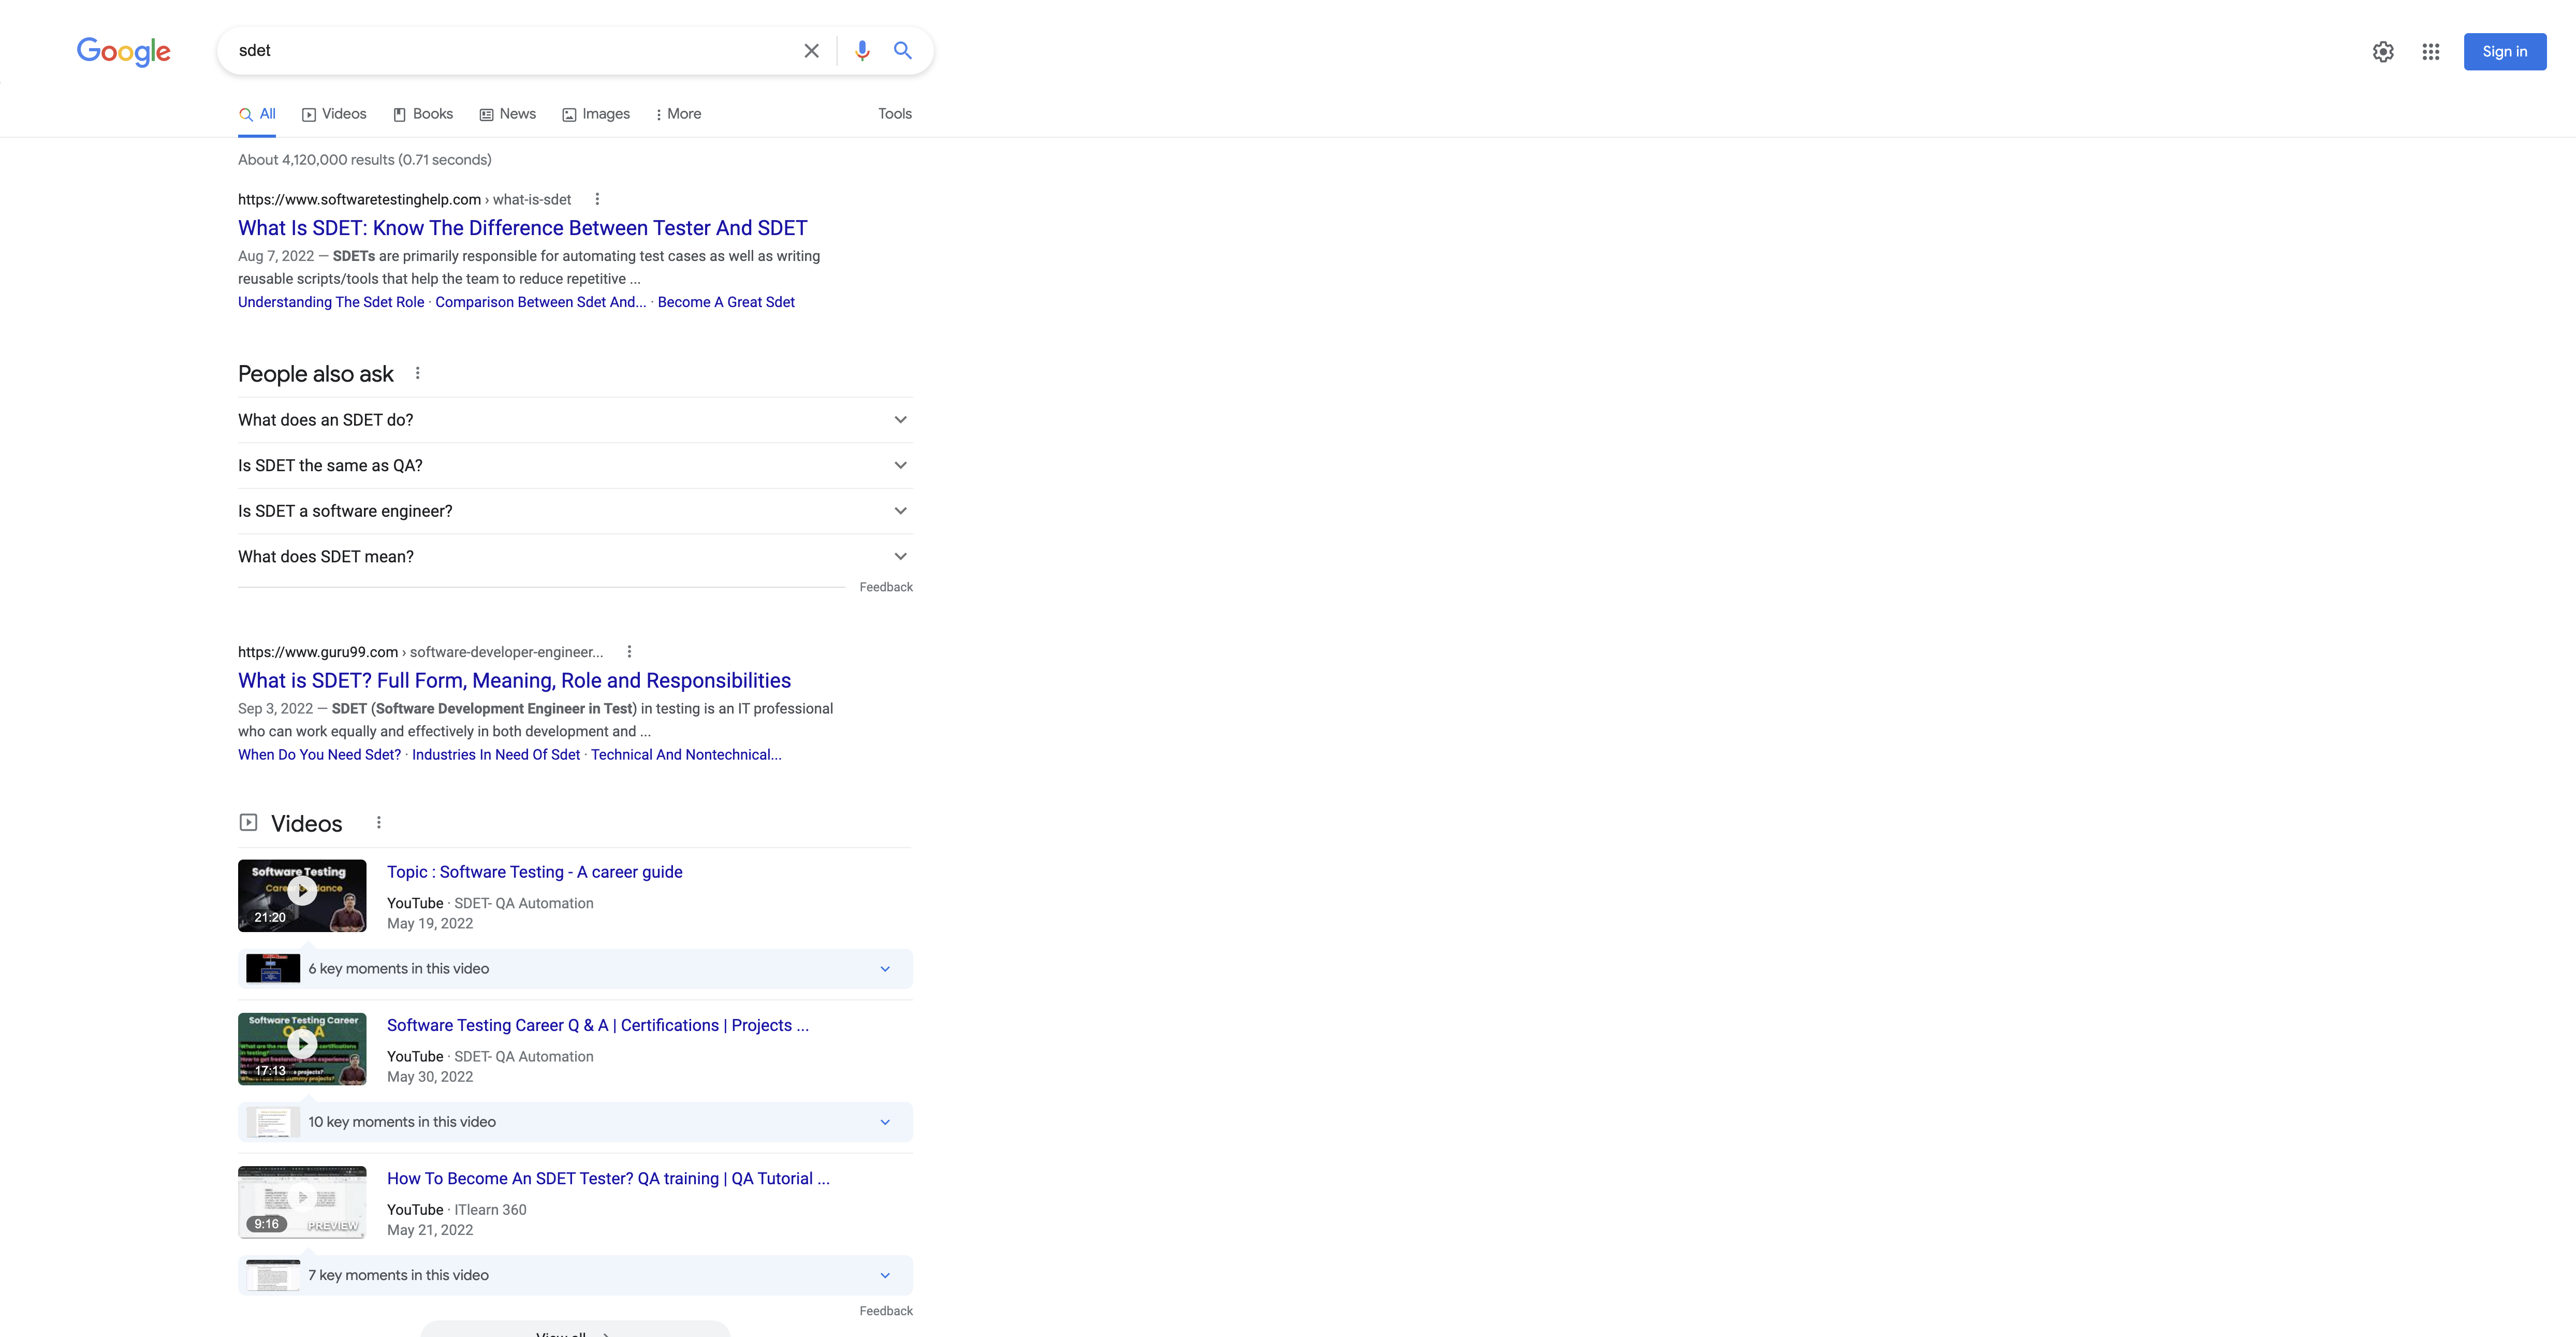 Google
sdet
Sign in
All
Videos
Books
News
Images
More
Tools
About 4,120,000 results (0.71 seconds)
https://www.softwaretestinghelp.com › what-is-sdet
What Is SDET: Know The Difference Between Tester And SDET
Aug 7, 2022 — SDETs are primarily responsible for automating test cases as well as writing
reusable scripts/tools that help the team to reduce repetitive ...
Understanding The Sdet Role · Comparison Between Sdet And... · Become A Great Sdet
People also ask
What does an SDET do?
Is SDET the same as QA?
Is SDET a software engineer?
What does SDET mean?
Feedback
https://www.guru99.com › software-developer-engineer...
What is SDET? Full Form, Meaning, Role and Responsibilities
Sep 3, 2022 — SDET (Software Development Engineer in Test) in testing is an IT professional
who can work equally and effectively in both development and ...
When Do You Need Sdet? · Industries In Need Of Sdet · Technical And Nontechnical...
Videos
Software Testing
21:20
Topic : Software Testing - A career guide
YouTube · SDET- QA Automation
May 19, 2022
6 key moments in this video
Software Testing Career
Q & A
17:13
Software Testing Career Q & A | Certifications | Projects ...
YouTube · SDET- QA Automation
May 30, 2022
10 key moments in this video
9:16
PREVIEW
How To Become An SDET Tester? QA training | QA Tutorial ...
YouTube · ITlearn 360
May 21, 2022
7 key moments in this video
Feedback
View all